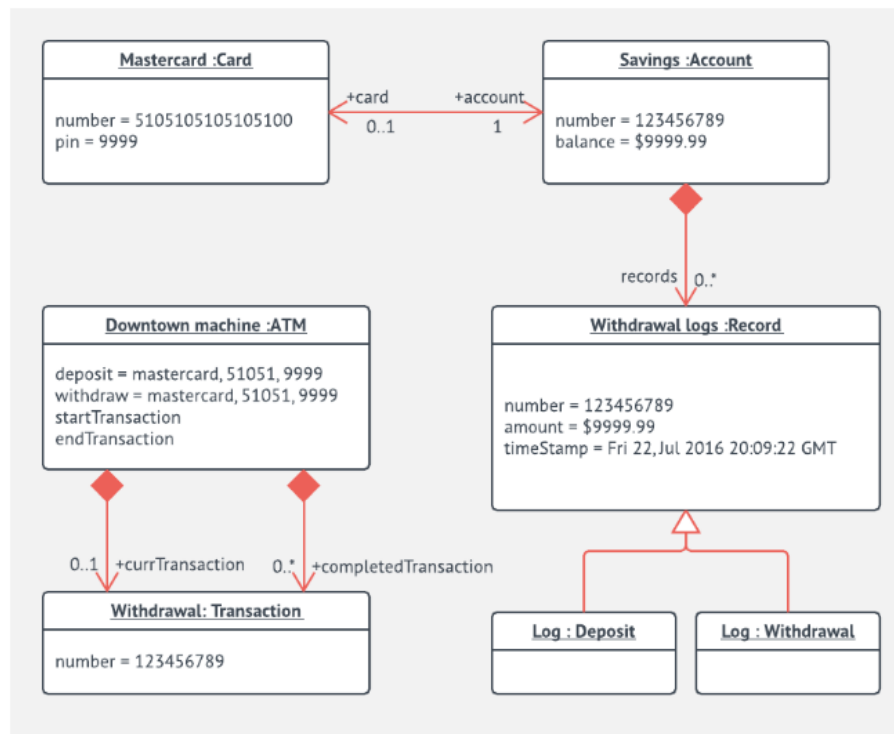 Mastercard :Card
number = 5105105105105100
pin = 9999
+card
0..1
+account
1
Savings :Account
number = 123456789
balance = $9999.99
records
0..*
Downtown machine :ATM
deposit = mastercard, 51051, 9999
withdraw = mastercard, 51051, 9999
startTransaction
endTransaction
Withdrawal logs :Record
number = 123456789
amount = $9999.99
timeStamp = Fri 22, Jul 2016 20:09:22 GMT
0..1
+currTransaction
0..*
+completedTransaction
Withdrawal: Transaction
number = 123456789
Log : Deposit
Log : Withdrawal